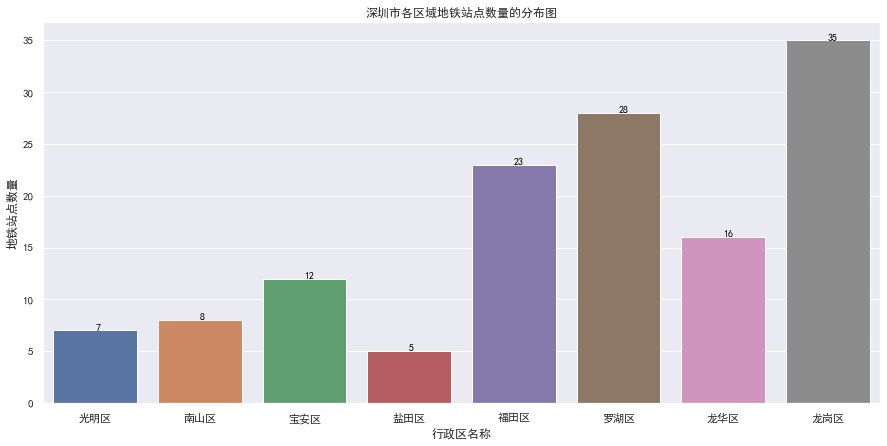 深圳市各区域地铁站点数量的分布图
地铁站点数量
35
30
25
20
15
10
5
0
7
8
12
5
23
28
16
35
光明区
南山区
宝安区
盐田区
福田区
罗湖区
龙华区
龙岗区
行政区名称